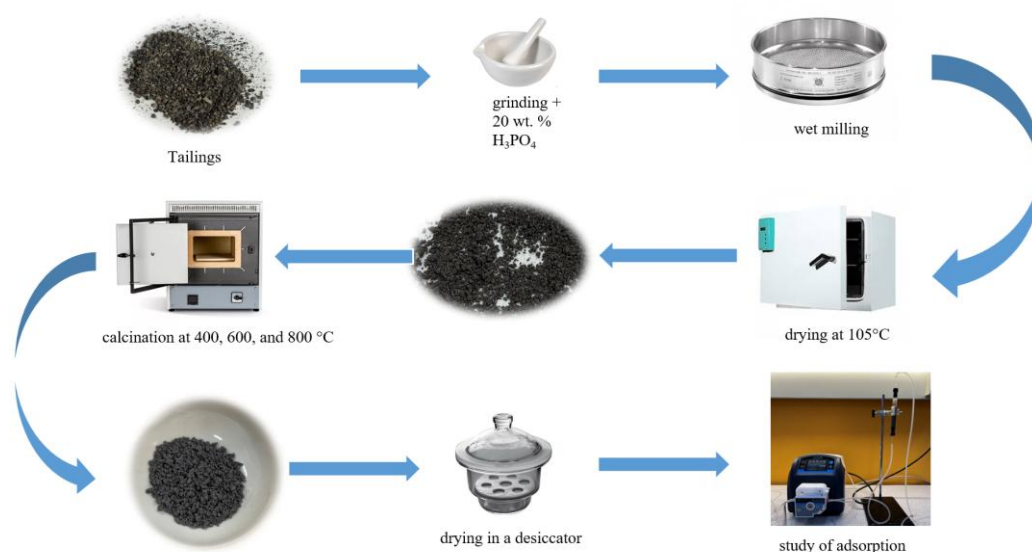 Tailings
grinding +
20 wt. %
H₃PO₄
wet milling
calcination at 400, 600, and 800 °C
drying at 105°C
drying in a desiccator
study of adsorption